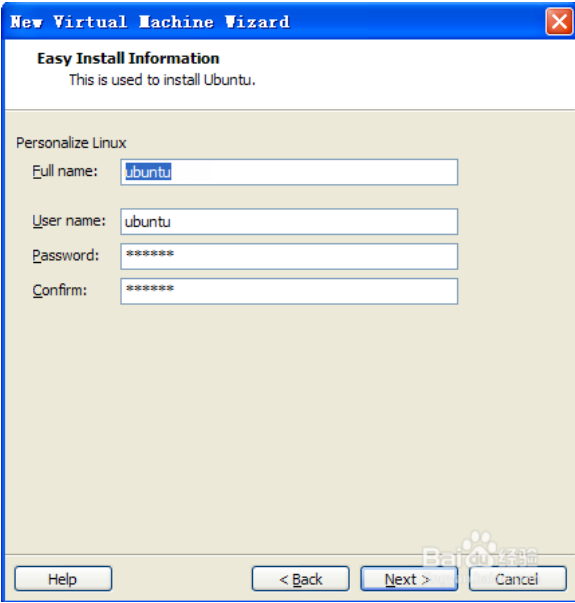 New Virtual Machine Wizard
Easy Install Information
This is used to install Ubuntu.
Personalize Linux
Full name: ubuntu
User name: ubuntu
Password: ******
Confirm: ******
Baidu 经验
Help < Back Next > Cancel